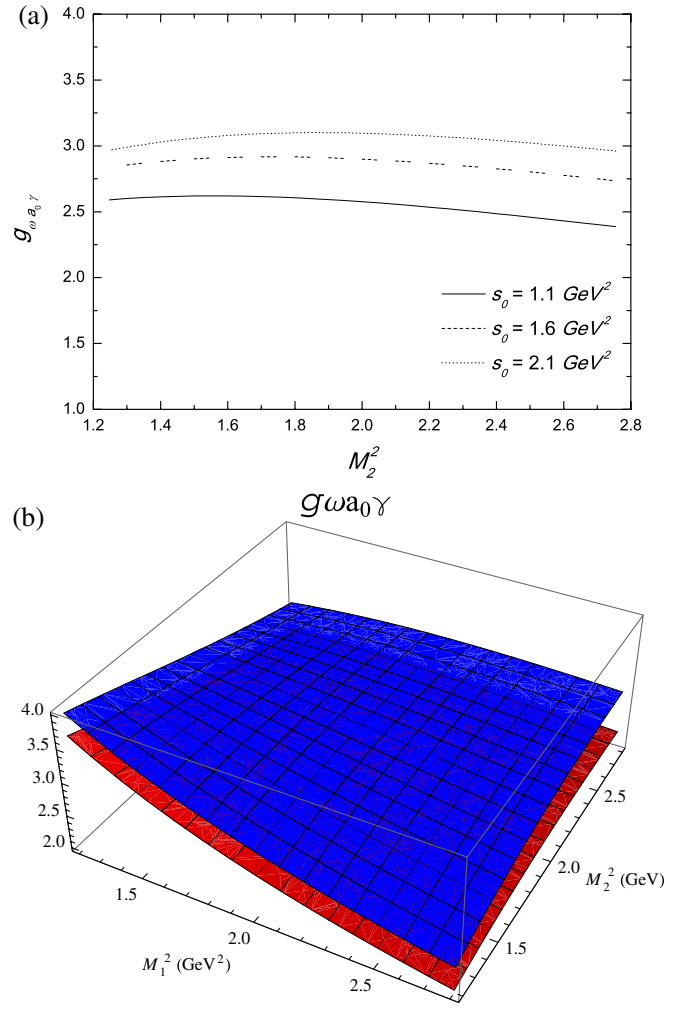 (a)
4.0
3.5
3.0
2.5
2.0
1.5
1.0
g_{ω a_0 γ}
s_0 = 1.1 GeV^2
s_0 = 1.6 GeV^2
s_0 = 2.1 GeV^2
1.2 1.4 1.6 1.8 2.0 2.2 2.4 2.6 2.8
M_2^2
(b)
gωa_0γ
4.0
3.5
3.0
2.5
2.0
1.5
2.0
2.5
M_1^2 (GeV^2)
2.5
2.0
1.5
M_2^2 (GeV)